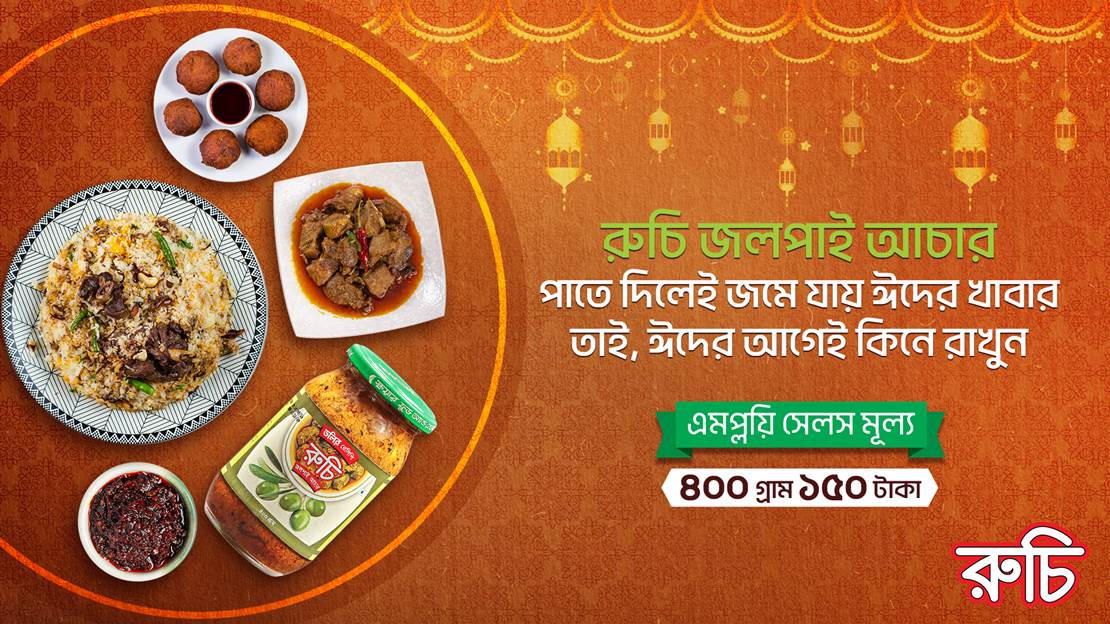 রুচি জলপাই আচার
পাতে দিলেই জমে যায় ঈদের খাবার
তাই, ঈদের আগেই কিনে রাখুন
এমপ্লয়ি সেলস মূল্য
৪০০ গ্রাম ১৫০ টাকা
রুচি
রুচি